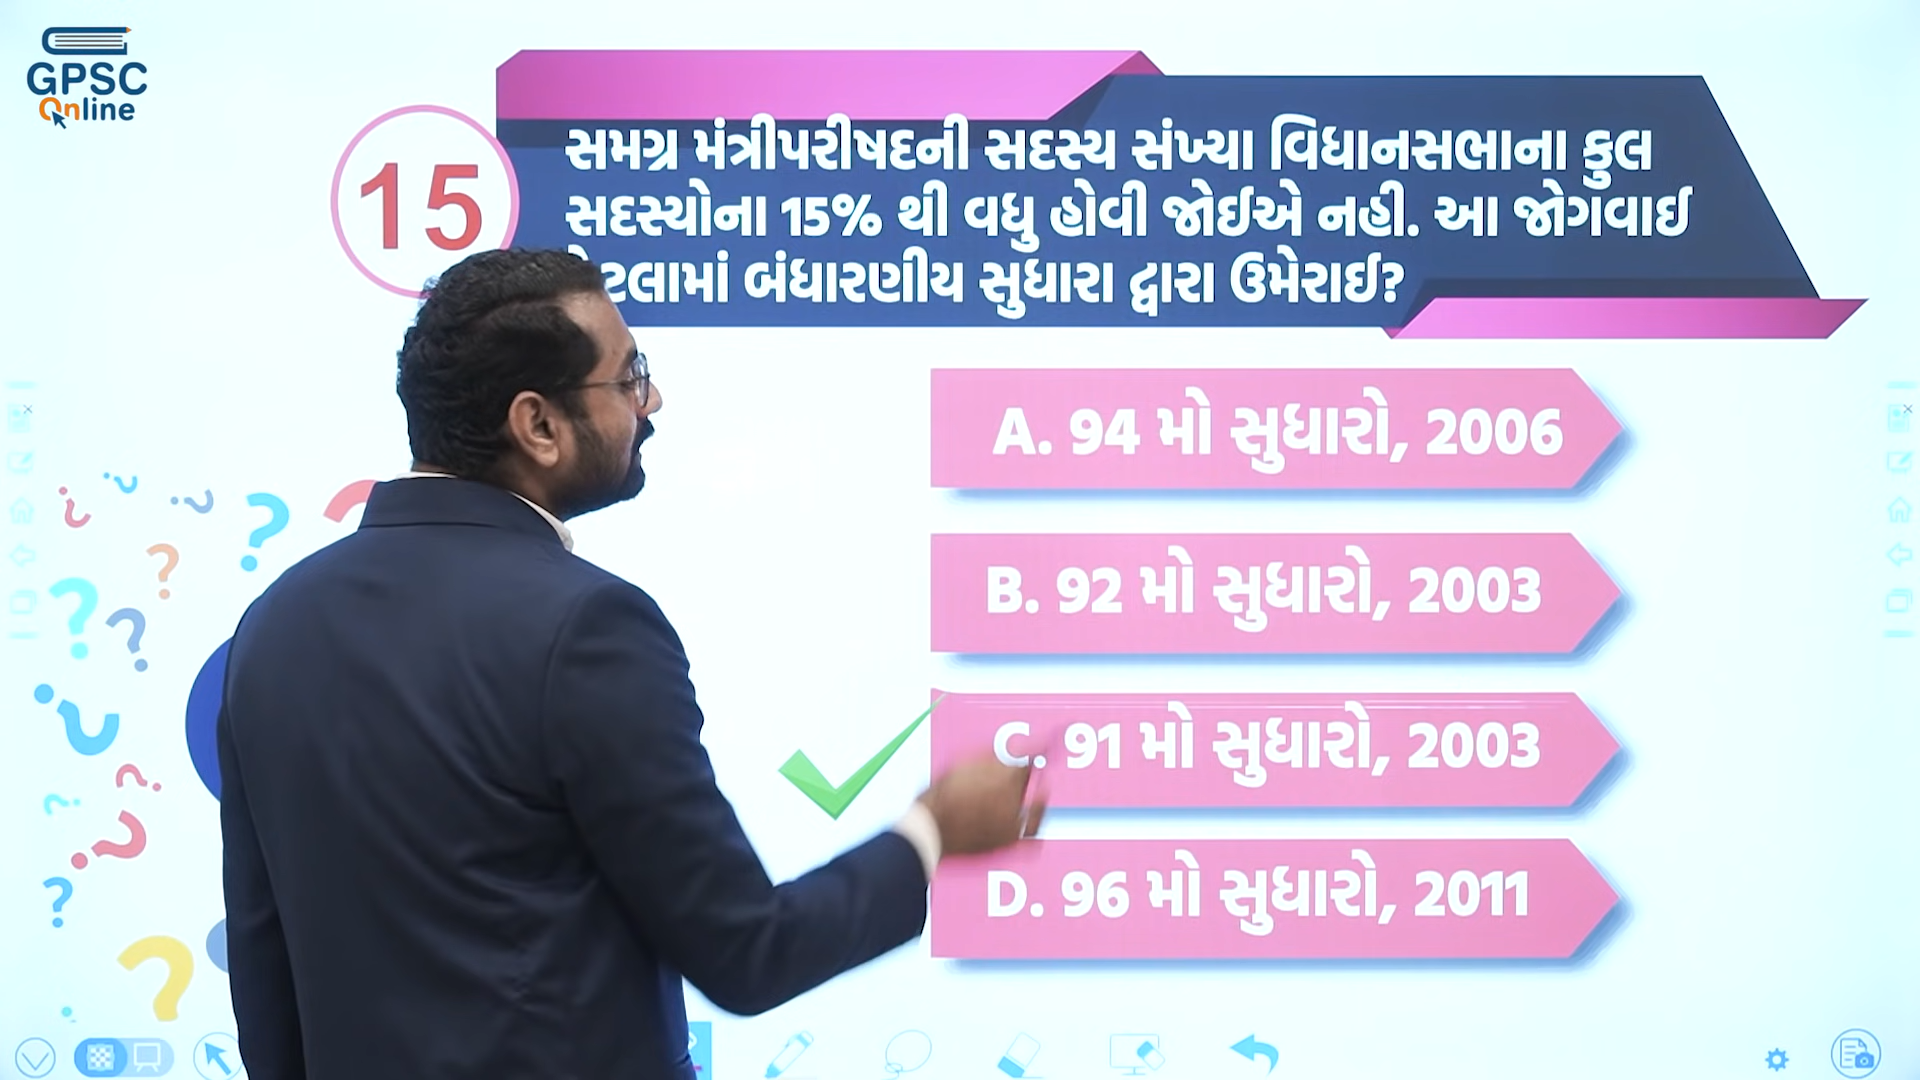 GPSC
Online
15
સમગ્ર મંત્રીપરીષદની સદસ્ય સંખ્યા વિધાનસભાના કુલ
સદસ્યોના 15% થી વધુ હોવી જોઈએ નહી. આ જોગવાઈ
બંધારણીય સુધારા દ્વારા ઉમેરાઈ?
A. 94 મો સુધારો, 2006
B. 92 મો સુધારો, 2003
C. 91 મો સુધારો, 2003
D. 96 મો સુધારો, 2011